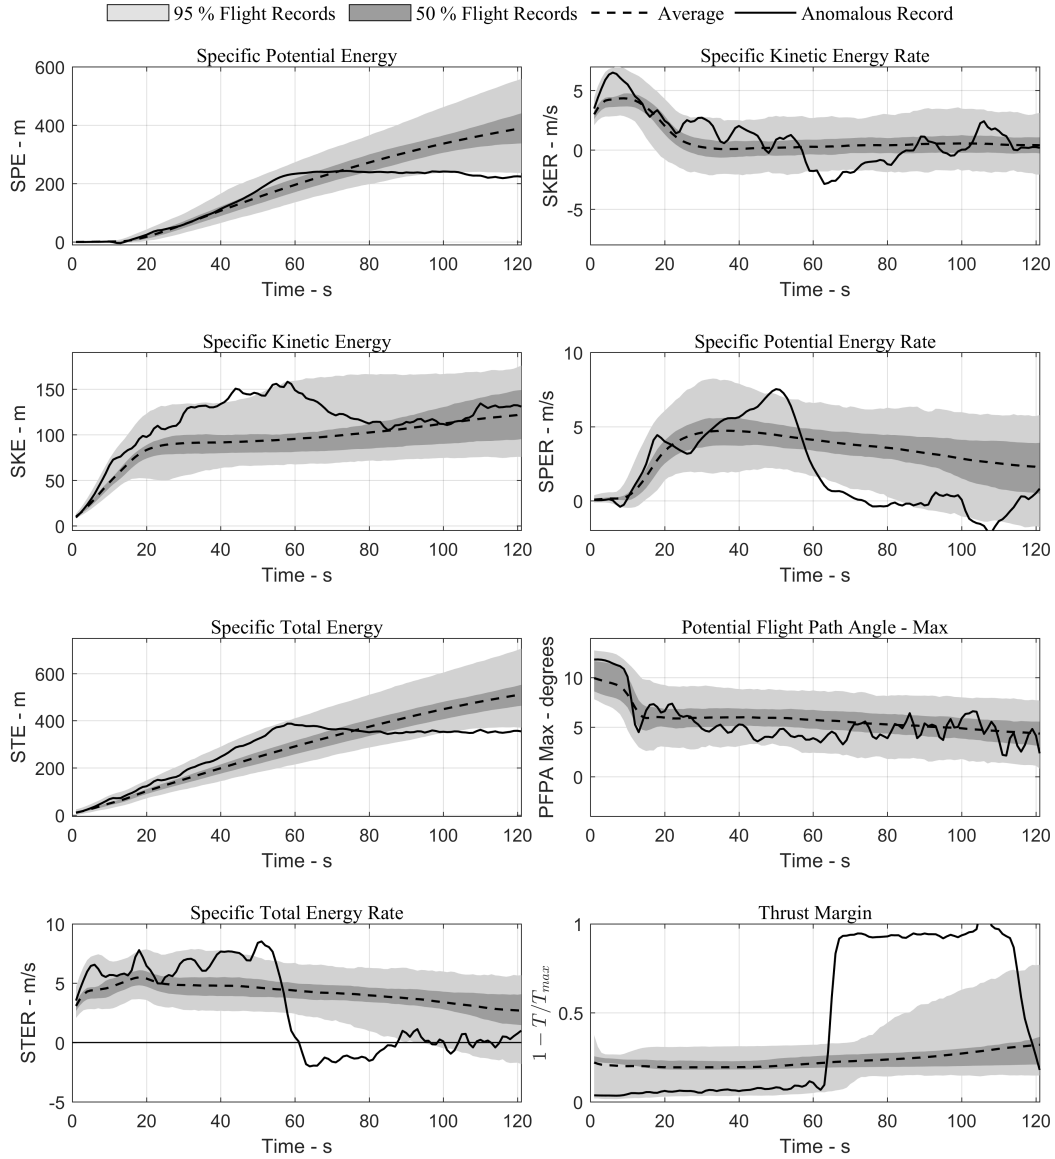 95 % Flight Records 50 % Flight Records Average Anomalous Record
Specific Potential Energy
SPE - m
600
400
200
0
0 20 40 60 80 100 120
Time - s
Specific Kinetic Energy Rate
SKER - m/s
5
0
-5
0 20 40 60 80 100 120
Time - s
Specific Kinetic Energy
SKE - m
150
100
50
0
0 20 40 60 80 100 120
Time - s
Specific Potential Energy Rate
SPER - m/s
10
5
0
0 20 40 60 80 100 120
Time - s
Specific Total Energy
STE - m
600
400
200
0
0 20 40 60 80 100 120
Time - s
Potential Flight Path Angle - Max
PFPA Max - degrees
10
5
0
0 20 40 60 80 100 120
Time - s
Specific Total Energy Rate
STER - m/s
10
5
0
-5
0 20 40 60 80 100 120
Time - s
Thrust Margin
1 − T/Tmax
1
0.5
0
0 20 40 60 80 100 120
Time - s